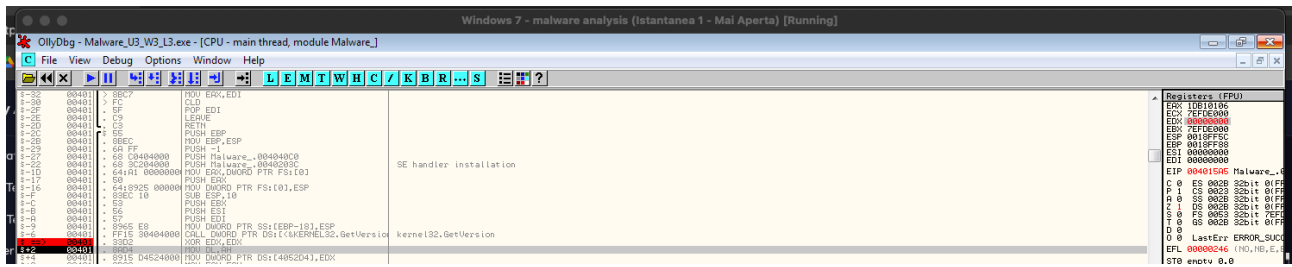 Windows 7 - malware analysis (Istantanea 1 - Mai Aperta) [Running]
OllyDbg - Malware_U3_W3_L3.exe - [CPU - main thread, module Malware_]
C File View Debug Options Window Help
L E M T W H C / K B R ... S ?
$-32 00401 > 8BC7 MOV EAX,EDI
$-30 00401 > FC CLD
$-2F 00401 . 5F POP EDI
$-2E 00401 . C9 LEAVE
$-2D 00401 . C3 RETN
$-2C 00401 $ 55 PUSH EBP
$-2B 00401 . 8BEC MOV EBP,ESP
$-29 00401 . 6A FF PUSH -1
$-27 00401 . 68 C0404000 PUSH Malware_.004040C0
$-22 00401 . 68 3C204000 PUSH Malware_.0040203C SE handler installation
$-1D 00401 . 64:A1 0000000 MOV EAX,DWORD PTR FS:[0]
$-17 00401 . 50 PUSH EAX
$-16 00401 . 64:8925 00000 MOV DWORD PTR FS:[0],ESP
$-F 00401 . 83EC 10 SUB ESP,10
$-C 00401 . 53 PUSH EBX
$-B 00401 . 56 PUSH ESI
$-A 00401 . 57 PUSH EDI
$-9 00401 . 8965 E8 MOV DWORD PTR SS:[EBP-18],ESP
$-6 00401 . FF15 30404000 CALL DWORD PTR DS:[<&KERNEL32.GetVersio kernel32.GetVersion
$ ==> 00401 . 33D2 XOR EDX,EDX
$+2 00401 . 8AD4 MOV DL,AH
$+4 00401 . 8915 D4524000 MOV DWORD PTR DS:[4052D4],EDX
Registers (FPU)
EAX 1DB10106
ECX 7EFDE000
EDX 00000000
EBX 7EFDE000
ESP 0018FF5C
EBP 0018FF88
ESI 00000000
EDI 00000000
EIP 004015A5 Malware_.
C 0 ES 002B 32bit 0(FF
P 1 CS 0023 32bit 0(FF
A 0 SS 002B 32bit 0(FF
Z 1 DS 002B 32bit 0(FF
S 0 FS 0053 32bit 7EFD
T 0 GS 002B 32bit 0(FF
D 0
O 0 LastErr ERROR_SUCC
EFL 00000246 (NO,NB,E,
ST0 empty 0.0